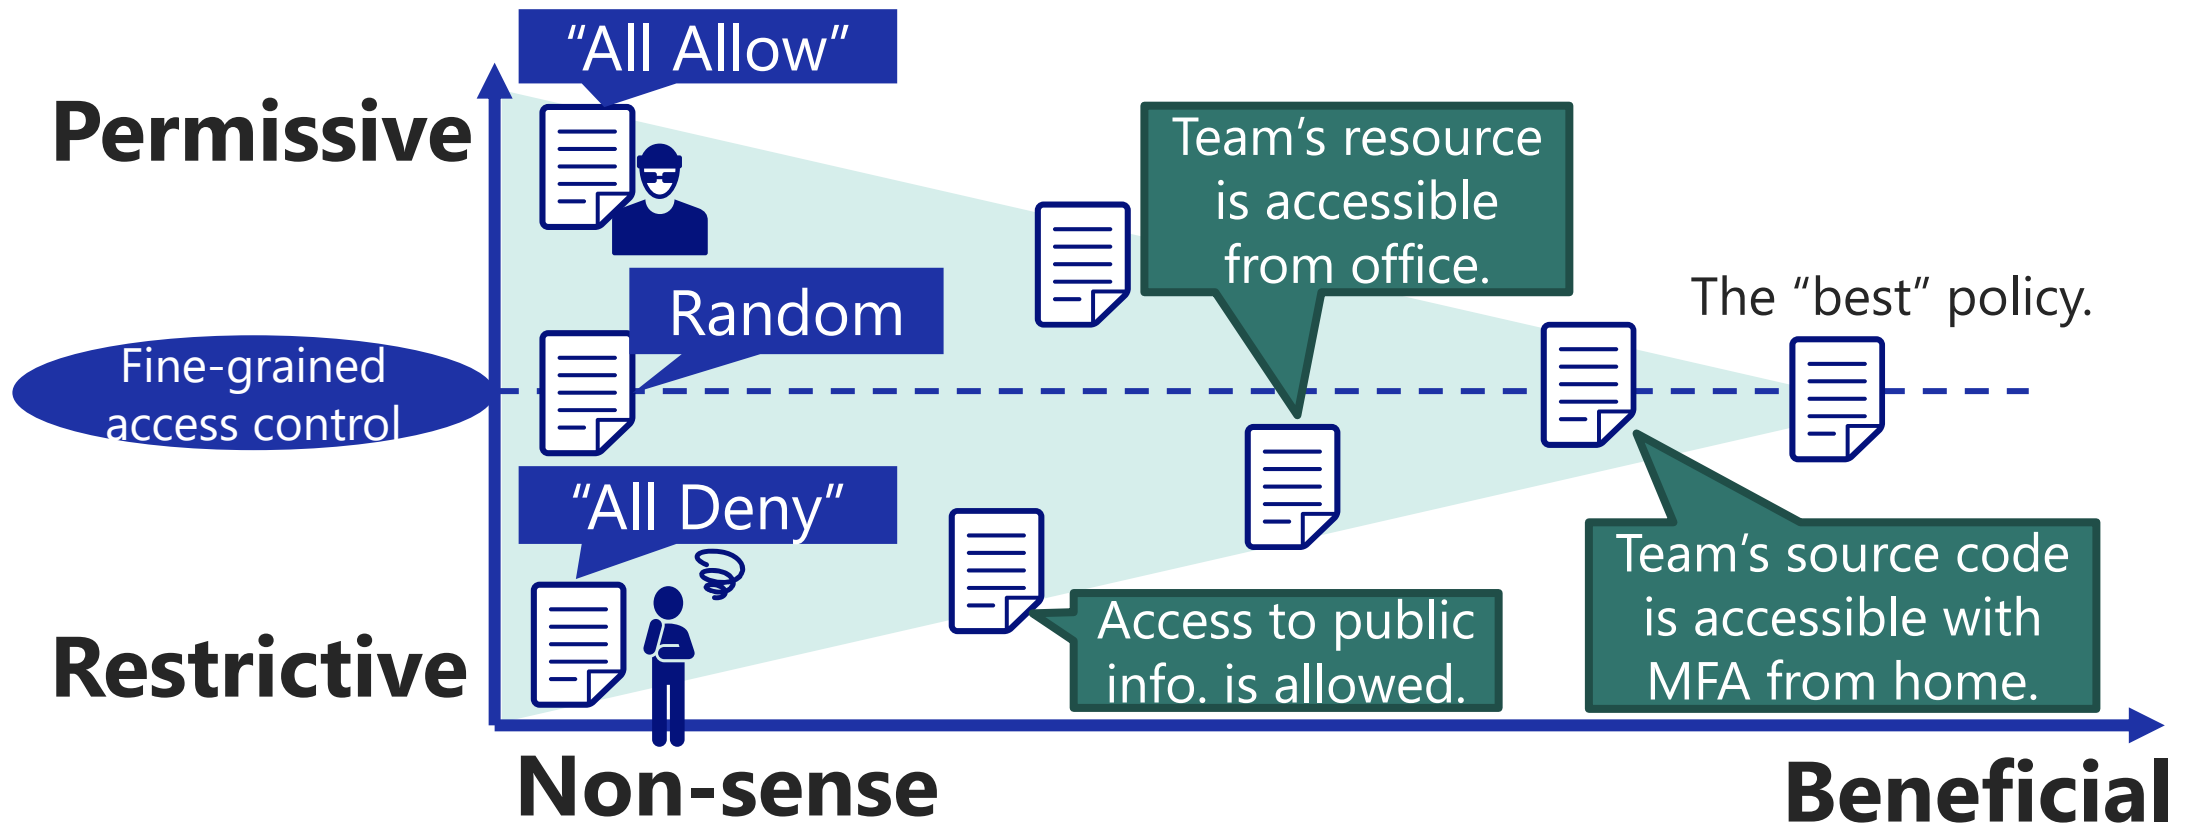 “All Allow”
Permissive
Team’s resource
is accessible
from office.
Random
The “best” policy.
Fine-grained
access control
“All Deny”
Team’s source code
is accessible with
MFA from home.
Access to public
info. is allowed.
Restrictive
Non-sense
Beneficial